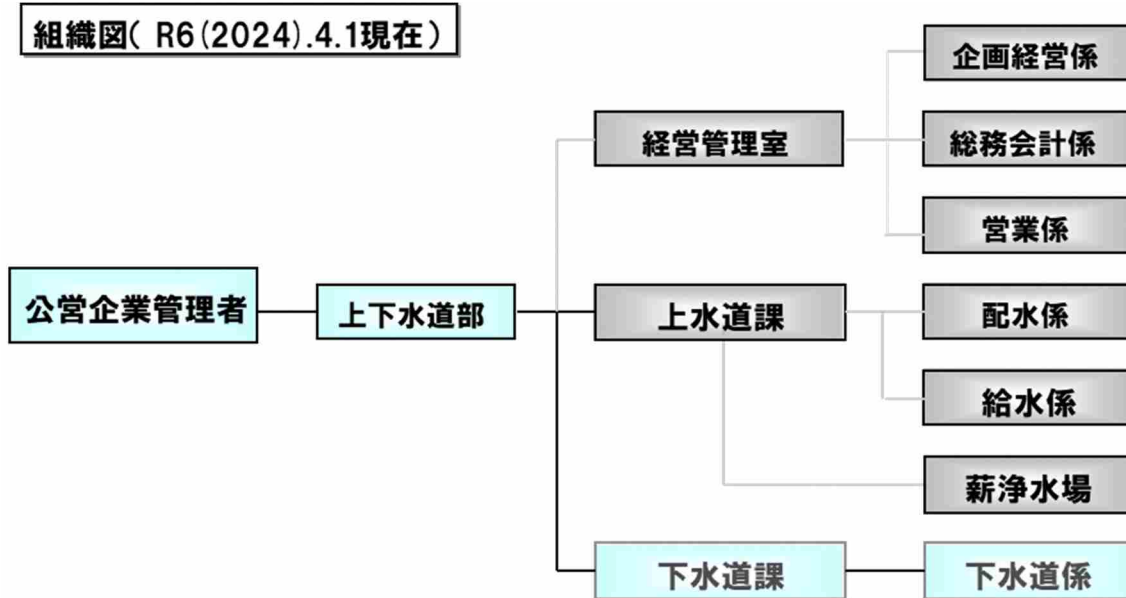 組織図( R6(2024).4.1現在)
企画経営係
経営管理室
総務会計係
営業係
公営企業管理者
上下水道部
上水道課
配水係
給水係
薪浄水場
下水道課
下水道係